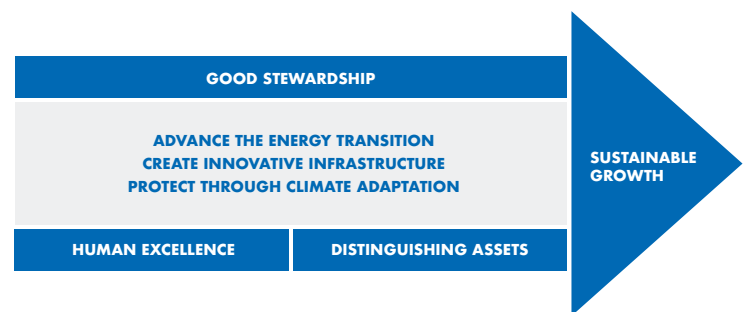 GOOD STEWARDSHIP
ADVANCE THE ENERGY TRANSITION
CREATE INNOVATIVE INFRASTRUCTURE
PROTECT THROUGH CLIMATE ADAPTATION
HUMAN EXCELLENCE
DISTINGUISHING ASSETS
SUSTAINABLE
GROWTH